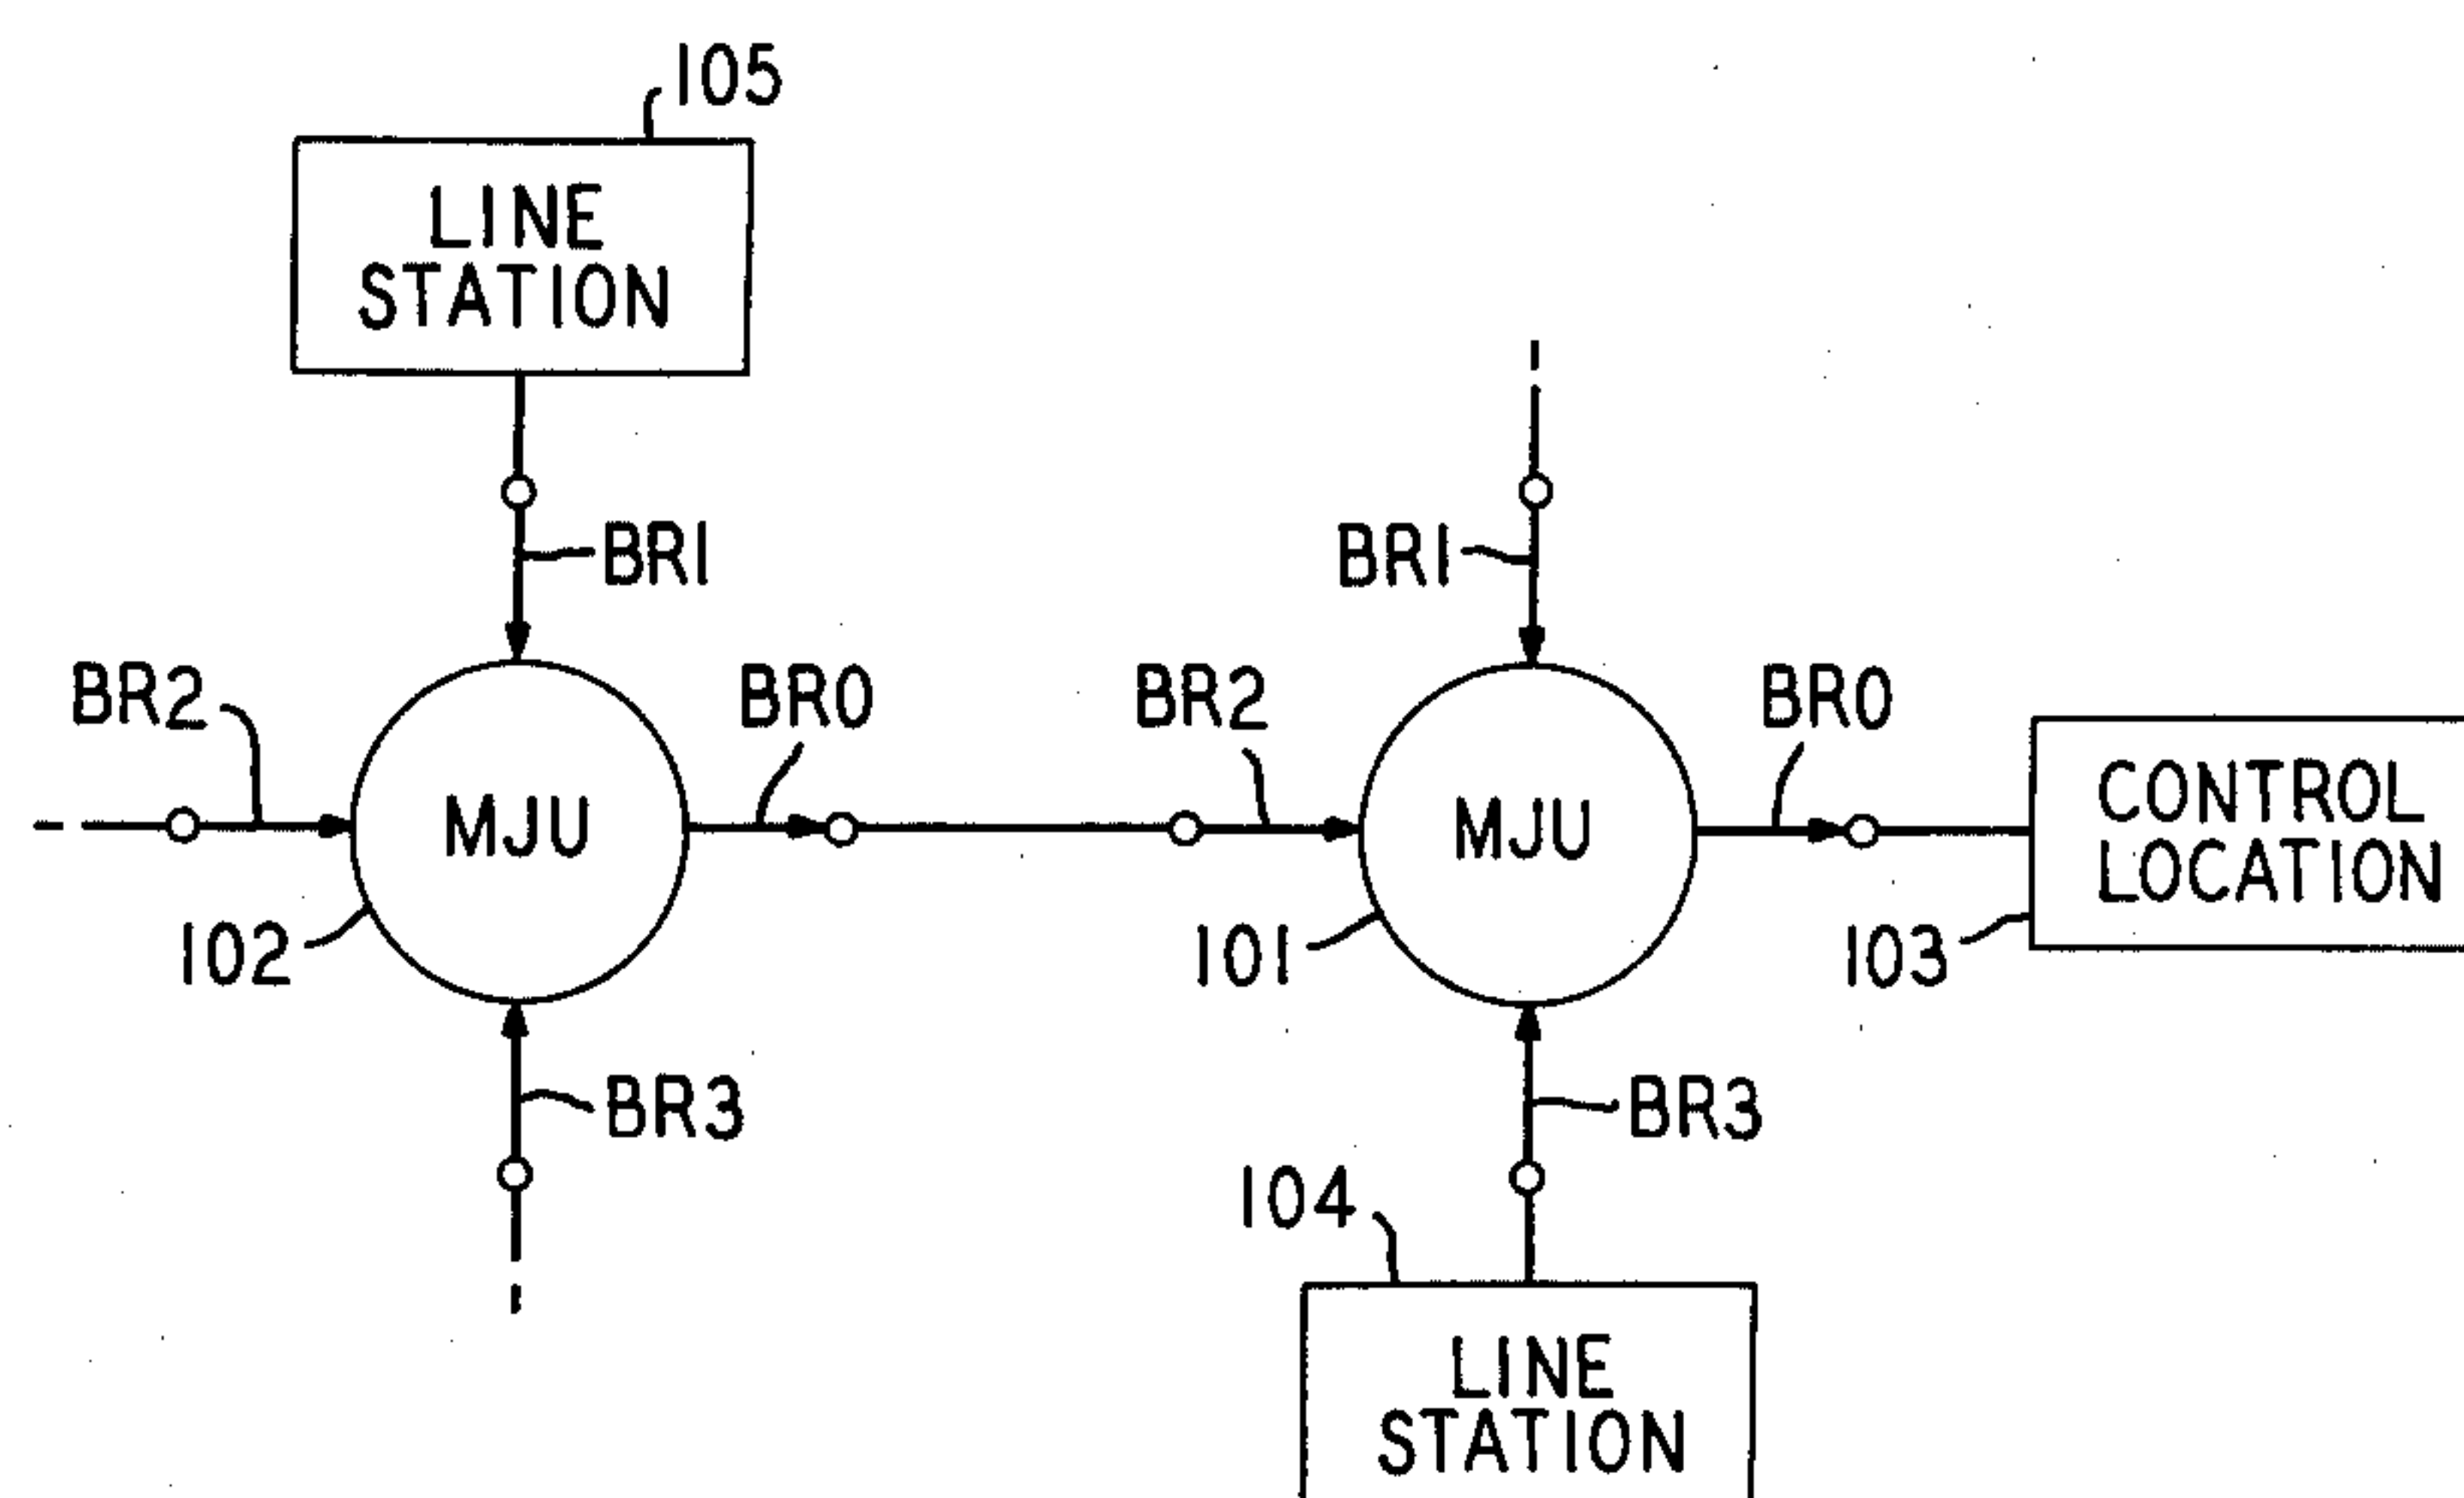 105
LINE
STATION
BR1
BR1
BR2
BR0
BR2
BR0
MJU
MJU
CONTROL
LOCATION
102
101
103
BR3
BR3
104
LINE
STATION